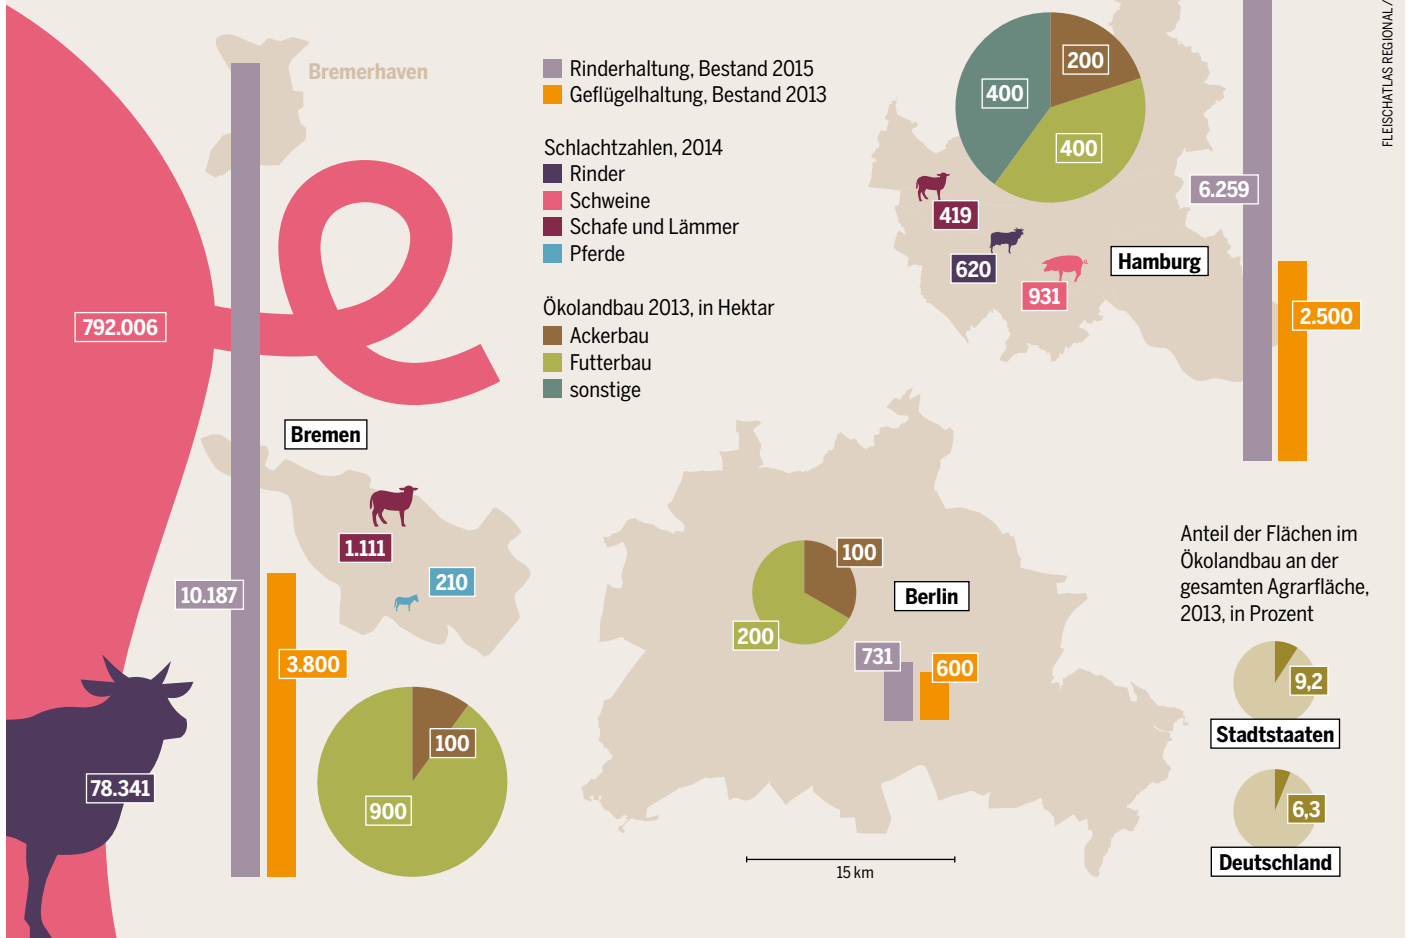 Bremerhaven
Rinderhaltung, Bestand 2015
Geflügelhaltung, Bestand 2013
Schlachtzahlen, 2014
Rinder
Schweine
Schafe und Lämmer
Pferde
Ökolandbau 2013, in Hektar
Ackerbau
Futterbau
sonstige
792.006
Bremen
1.111
210
10.187
3.800
78.341
100
900
200
400
400
419
620
931
Hamburg
6.259
2.500
FLEISCHATLAS REGIONAL/
100
200
Berlin
731
600
15 km
Anteil der Flächen im
Ökolandbau an der
gesamten Agrarfläche,
2013, in Prozent
9,2
Stadtstaaten
6,3
Deutschland